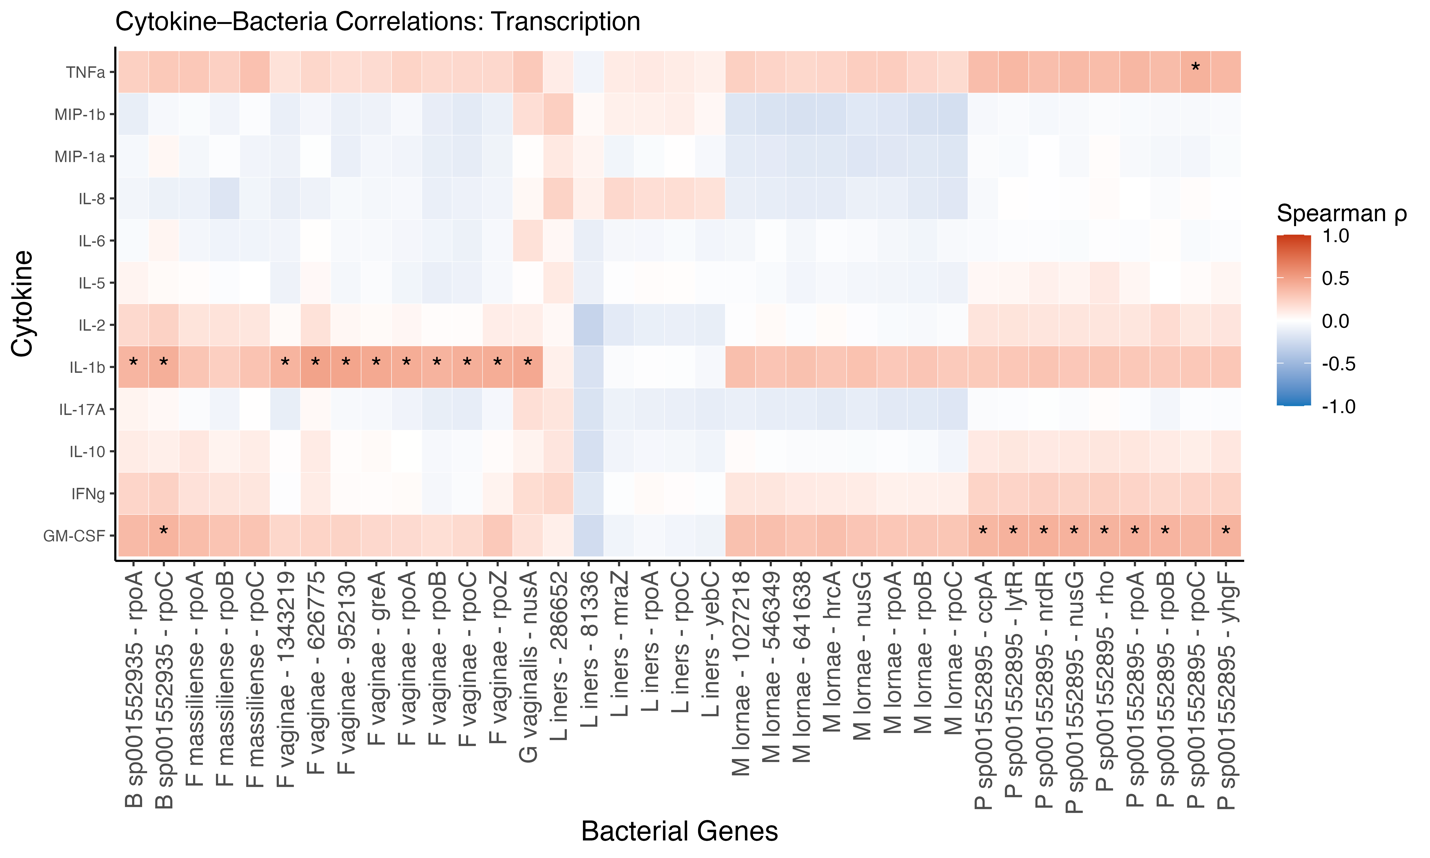 Cytokine–Bacteria Correlations: Transcription
Cytokine
TNFa
*
MIP-1b
MIP-1a
IL-8
IL-6
IL-5
IL-2
IL-1b
* * * * * * * * * * *
IL-17A
IL-10
IFNg
GM-CSF
* * * * * * * * *
B sp001552935 - rpoA
B sp001552935 - rpoC
F massiliense - rpoA
F massiliense - rpoB
F massiliense - rpoC
F vaginae - 1343219
F vaginae - 626775
F vaginae - 952130
F vaginae - greA
F vaginae - rpoA
F vaginae - rpoB
F vaginae - rpoC
F vaginae - rpoZ
G vaginalis - nusA
L iners - 286652
L iners - 81336
L iners - mraZ
L iners - rpoA
L iners - rpoC
L iners - yebC
M lornae - 1027218
M lornae - 546349
M lornae - 641638
M lornae - hrcA
M lornae - nusG
M lornae - rpoA
M lornae - rpoB
M lornae - rpoC
P sp001552895 - ccpA
P sp001552895 - lytR
P sp001552895 - nrdR
P sp001552895 - nusG
P sp001552895 - rho
P sp001552895 - rpoA
P sp001552895 - rpoB
P sp001552895 - rpoC
P sp001552895 - yhgF
Bacterial Genes
Spearman ρ
1.0
0.5
0.0
-0.5
-1.0